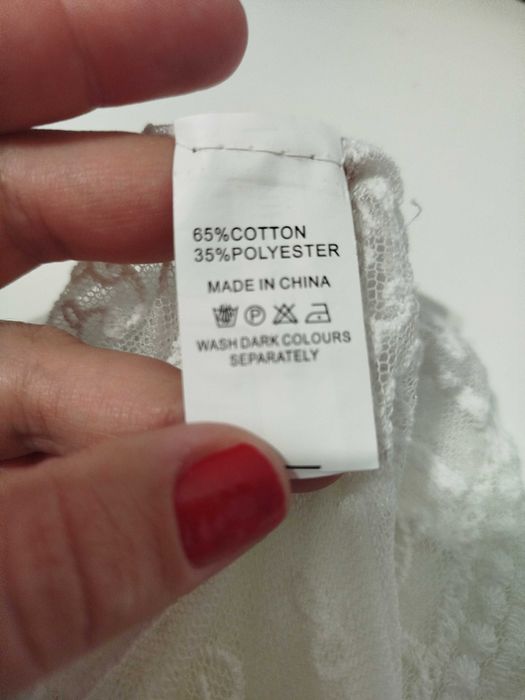 65%COTTON
35%POLYESTER
MADE IN CHINA
WASH DARK COLOURS
SEPARATELY